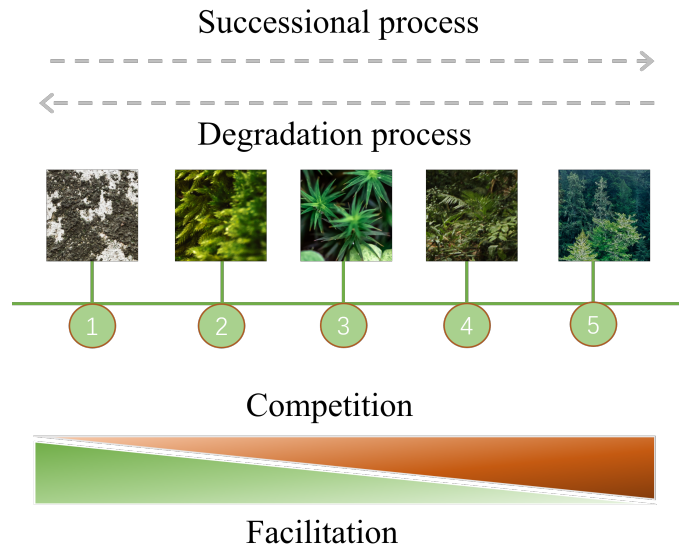 Successional process
Degradation process
1 2 3 4 5
Competition
Facilitation